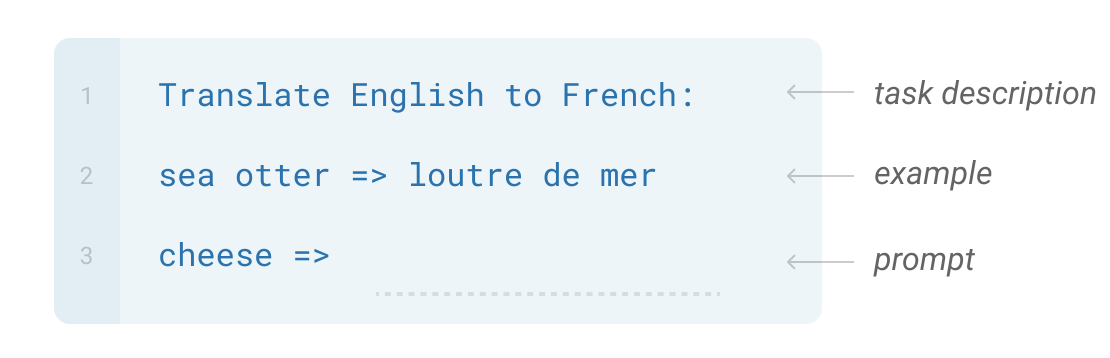 1 Translate English to French: task description
2 sea otter => loutre de mer example
3 cheese => prompt